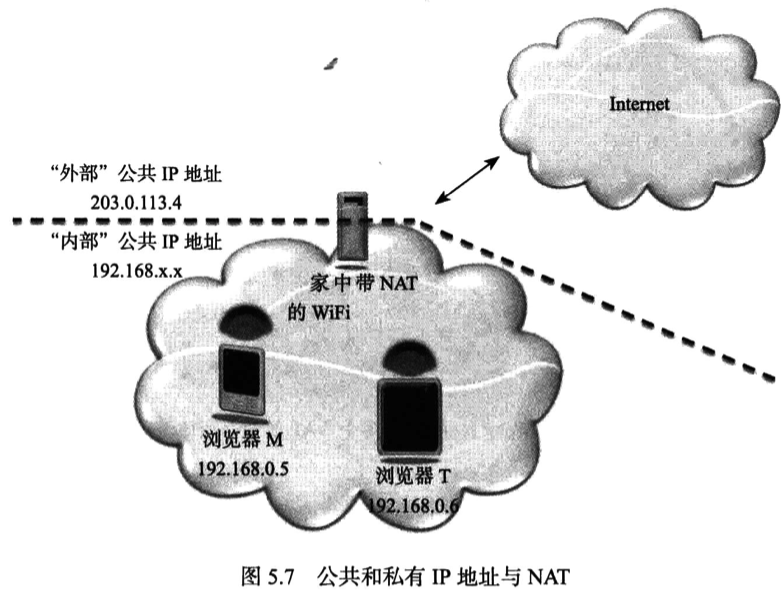 Internet
“外部”公共 IP 地址
203.0.113.4
“内部”公共 IP 地址
192.168.x.x
家中带 NAT
的 WiFi
浏览器 M
192.168.0.5
浏览器 T
192.168.0.6
图 5.7 公共和私有 IP 地址与 NAT